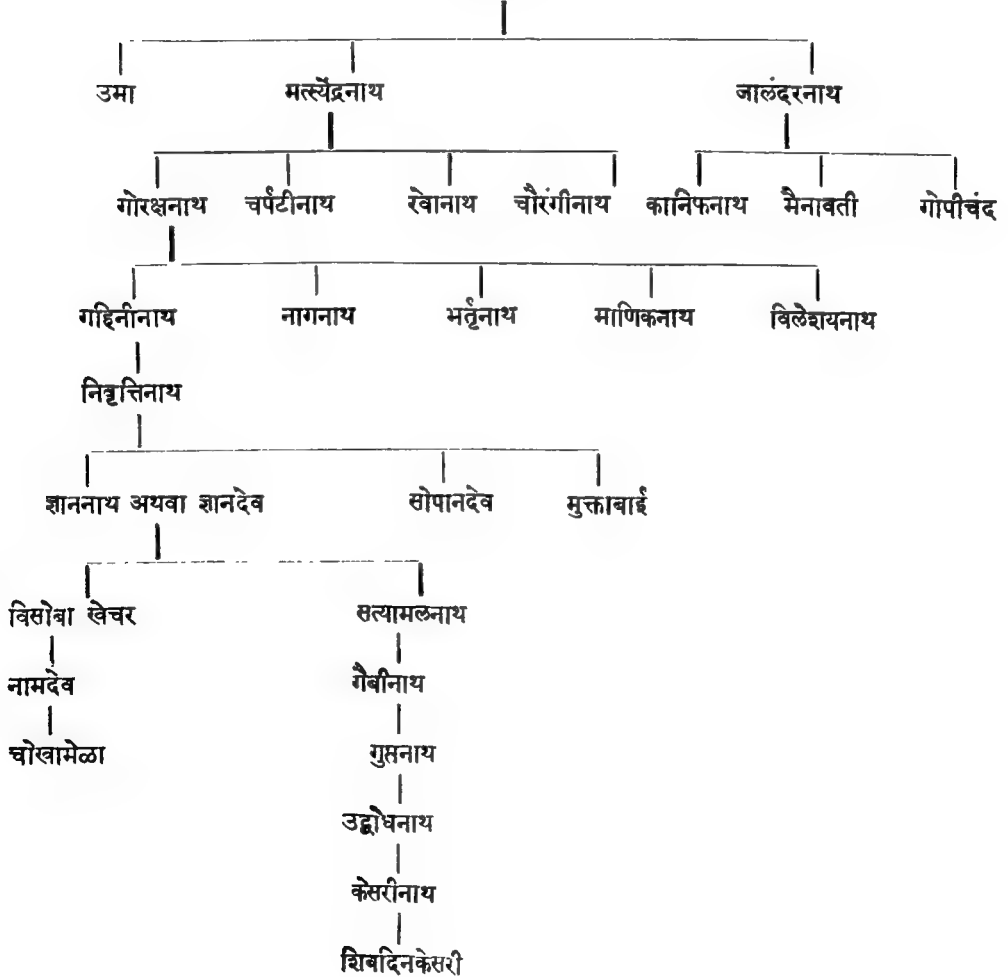 उमा मत्स्येंद्रनाथ जालंदरनाथ
गोरक्षनाथ चर्पटीनाथ रेवानाथ चौरंगीनाथ कानिफनाथ मैनावती गोपीचंद
गहिनीनाथ नागनाथ भर्तृनाथ माणिकनाथ विलेशयनाथ
निवृत्तिनाथ
ज्ञाननाथ अथवा ज्ञानदेव सोपानदेव मुक्ताबाई
विसोबा खेचर सत्यामलनाथ
नामदेव गैबीनाथ
चोखामेळा गुप्तनाथ
उद्बोधनाथ
केसरीनाथ
शिवदिनकेसरी